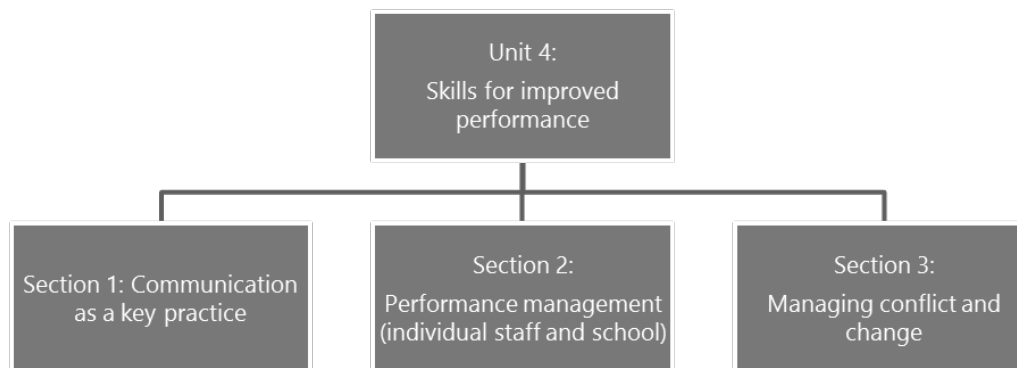 Unit 4:
Skills for improved
performance
Section 1: Communication
as a key practice
Section 2:
Performance management
(individual staff and school)
Section 3:
Managing conflict and
change